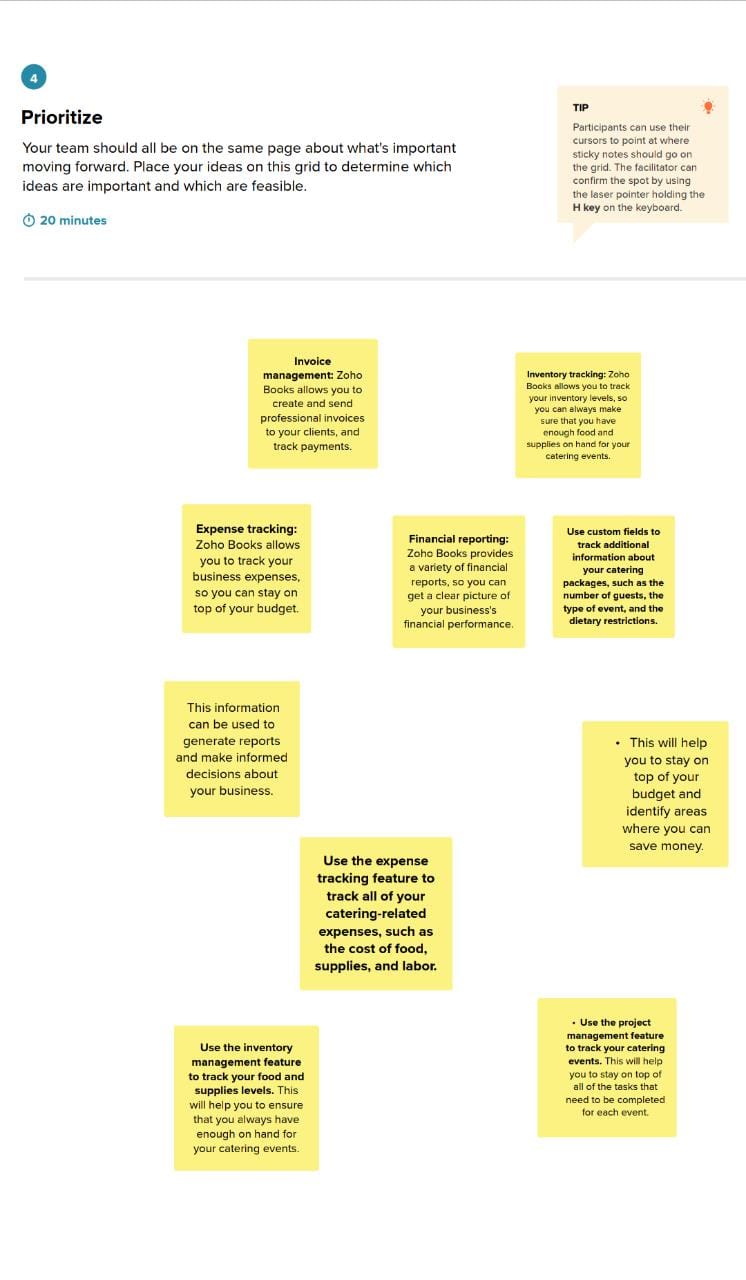 4
Prioritize
Your team should all be on the same page about what's important
moving forward. Place your ideas on this grid to determine which
ideas are important and which are feasible.
20 minutes
TIP
Participants can use their
cursors to point at where
sticky notes should go on
the grid. The facilitator can
confirm the spot by using
the laser pointer holding the
H key on the keyboard.
Invoice
management: Zoho
Books allows you to
create and send
professional invoices
to your clients, and
track payments.
Inventory tracking: Zoho
Books allows you to track
your inventory levels, so
you can always make
sure that you have
enough food and
supplies on hand for your
catering events.
Expense tracking:
Zoho Books allows
you to track your
business expenses,
so you can stay on
top of your budget.
Financial reporting:
Zoho Books provides
a variety of financial
reports, so you can
get a clear picture of
your business's
financial performance.
Use custom fields to
track additional
information about
your catering
packages, such as the
number of guests, the
type of event, and the
dietary restrictions.
This information
can be used to
generate reports
and make informed
decisions about
your business.
• This will help
you to stay on
top of your
budget and
identify areas
where you can
save money.
Use the expense
tracking feature to
track all of your
catering-related
expenses, such as
the cost of food,
supplies, and labor.
Use the inventory
management feature
to track your food and
supplies levels. This
will help you to ensure
that you always have
enough on hand for
your catering events.
• Use the project
management feature
to track your catering
events. This will help
you to stay on top of
all of the tasks that
need to be completed
for each event.